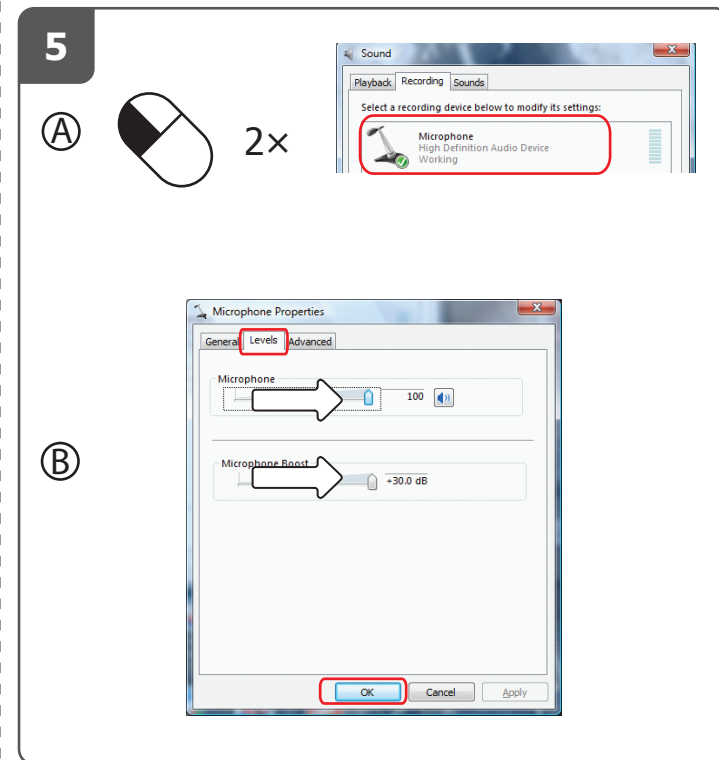 5
Sound
Playback Recording Sounds
Select a recording device below to modify its settings:
A 2×
Microphone
High Definition Audio Device
Working
Microphone Properties
General Levels Advanced
Microphone
100
B
Microphone Boost
+30.0 dB
OK Cancel Apply